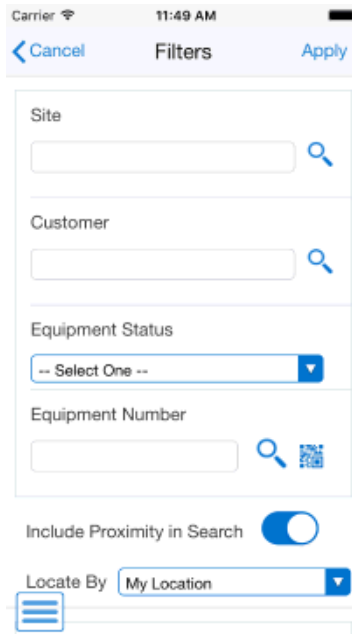 Carrier 11:49 AM
Cancel Filters Apply
Site
Customer
Equipment Status
-- Select One --
Equipment Number
Include Proximity in Search
Locate By My Location